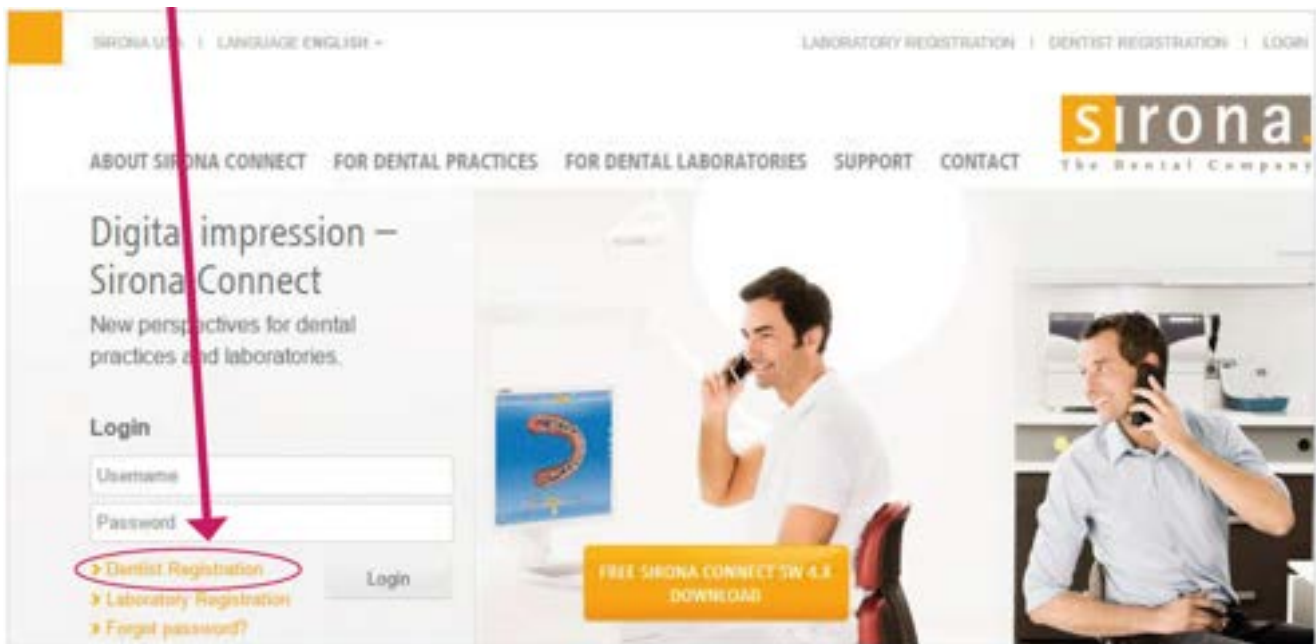 SIRONA USA | LANGUAGE ENGLISH
LABORATORY REGISTRATION | DENTIST REGISTRATION | LOGIN
sirona.
The Dental Company
ABOUT SIRONA CONNECT FOR DENTAL PRACTICES FOR DENTAL LABORATORIES SUPPORT CONTACT
Digital impression –
Sirona Connect
New perspectives for dental
practices and laboratories.
Login
Username
Password
Dentist Registration
Login
Laboratory Registration
Forgot password?
FREE SIRONA CONNECT SW 4.3
DOWNLOAD